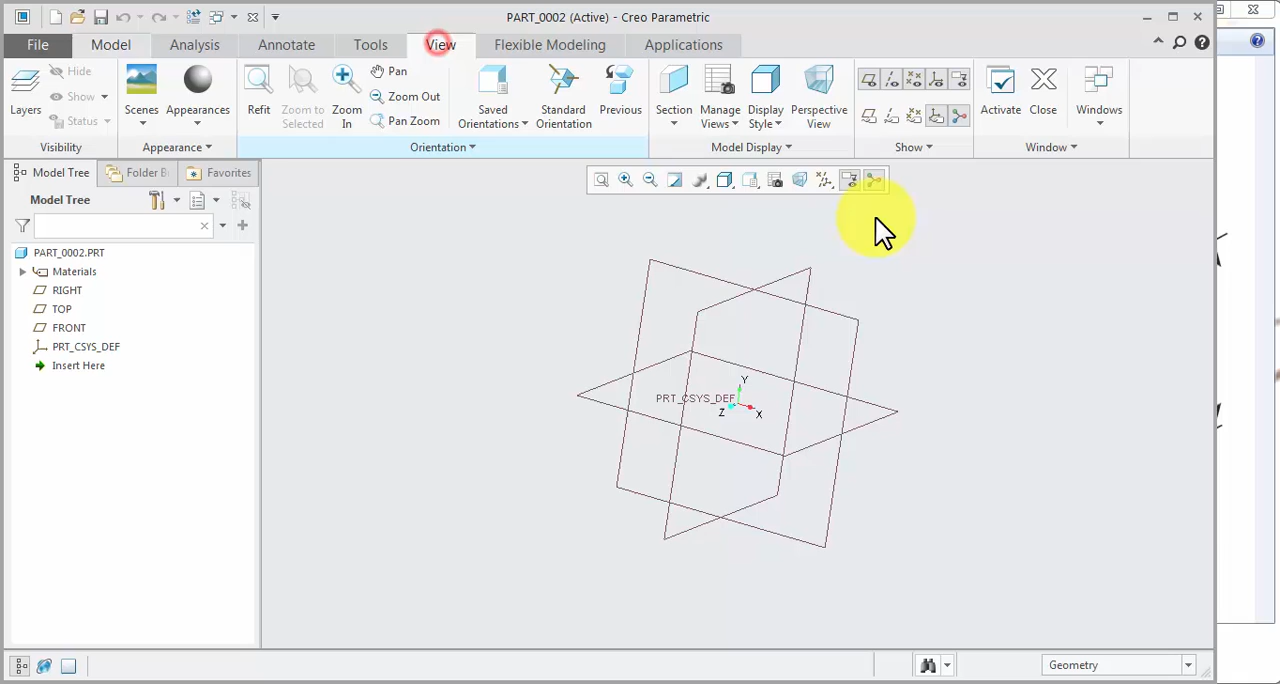 PART_0002 (Active) - Creo Parametric
File Model Analysis Annotate Tools View Flexible Modeling Applications
Layers
Hide
Show
Status
Visibility
Scenes
Appearances
Appearance
Refit
Zoom to Selected
Zoom In
Pan
Zoom Out
Pan Zoom
Saved Orientations
Standard Orientation
Previous
Orientation
Section
Manage Views
Display Style
Perspective View
Model Display
Show
Activate
Close
Windows
Window
Model Tree
Folder B
Favorites
Model Tree
PART_0002.PRT
Materials
RIGHT
TOP
FRONT
PRT_CSYS_DEF
Insert Here
Y
PRT_CSYS_DEF
Z
X
Geometry